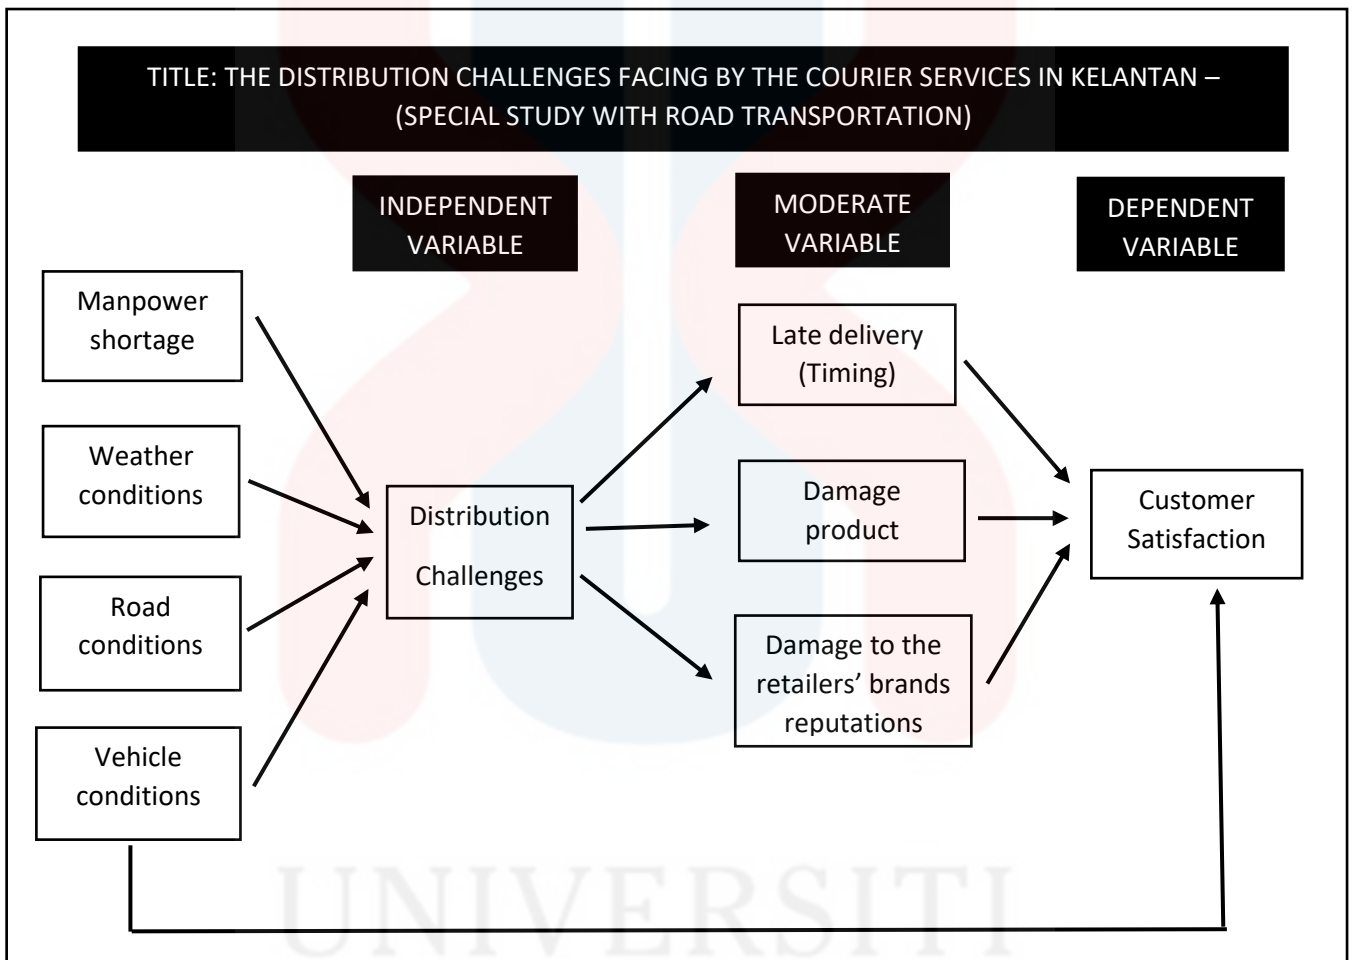 TITLE: THE DISTRIBUTION CHALLENGES FACING BY THE COURIER SERVICES IN KELANTAN –
(SPECIAL STUDY WITH ROAD TRANSPORTATION)
INDEPENDENT
VARIABLE
MODERATE
VARIABLE
DEPENDENT
VARIABLE
Manpower
shortage
Weather
conditions
Road
conditions
Vehicle
conditions
Distribution
Challenges
Late delivery
(Timing)
Damage
product
Damage to the
retailers’ brands
reputations
Customer
Satisfaction
UNIVERSITI